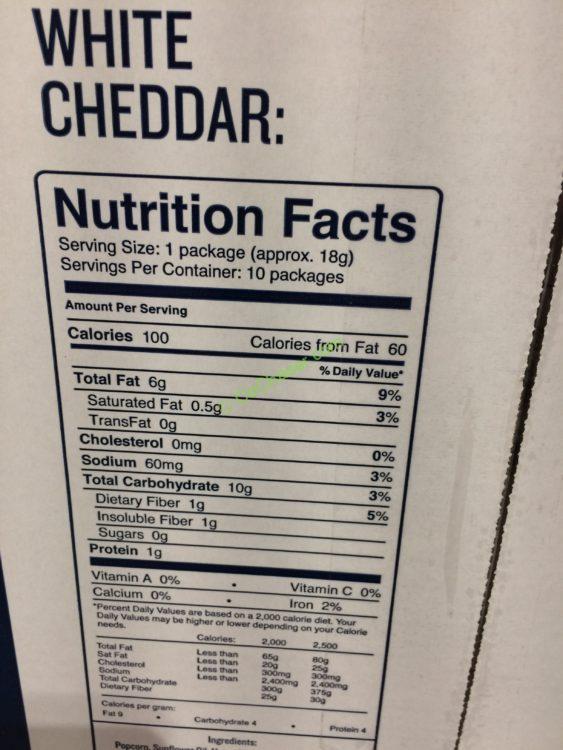 WHITE
CHEDDAR:
Nutrition Facts
Serving Size: 1 package (approx. 18g)
Servings Per Container: 10 packages
Amount Per Serving
Calories 100 Calories from Fat 60
% Daily Value*
Total Fat 6g 9%
Saturated Fat 0.5g 3%
TransFat 0g
Cholesterol 0mg 0%
Sodium 60mg 3%
Total Carbohydrate 10g 3%
Dietary Fiber 1g 5%
Insoluble Fiber 1g
Sugars 0g
Protein 1g
Vitamin A 0% • Vitamin C 0%
Calcium 0% • Iron 2%
*Percent Daily Values are based on a 2,000 calorie diet. Your
Daily Values may be higher or lower depending on your Calorie
needs.
Calories: 2,000 2,500
Total Fat Less than 65g 80g
Sat Fat Less than 20g 25g
Cholesterol Less than 300mg 300mg
Sodium Less than 2,400mg 2,400mg
Total Carbohydrate 300g 375g
Dietary Fiber 25g 30g
Calories per gram:
Fat 9 • Carbohydrate 4 • Protein 4
Ingredients:
Popcorn,